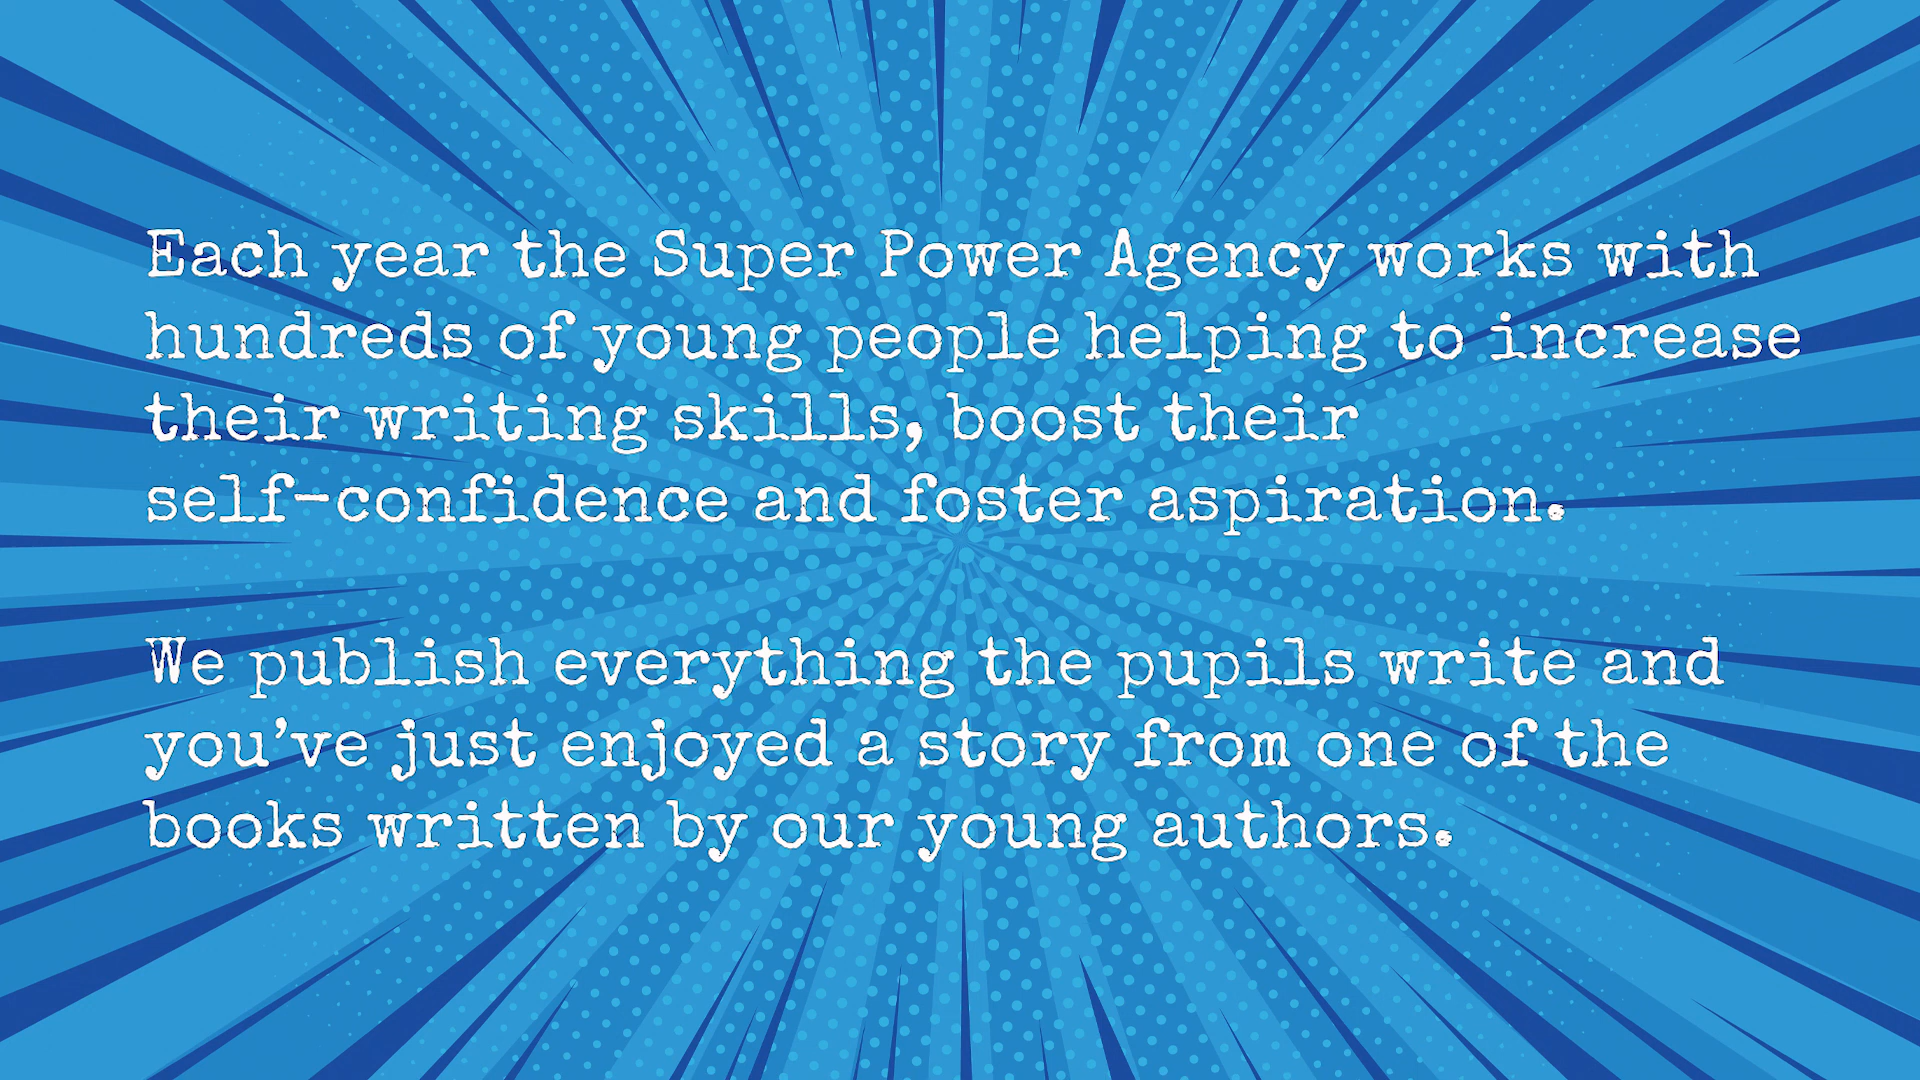 Each year the Super Power Agency works with
hundreds of young people helping to increase
their writing skills, boost their
self-confidence and foster aspiration.
We publish everything the pupils write and
you’ve just enjoyed a story from one of the
books written by our young authors.